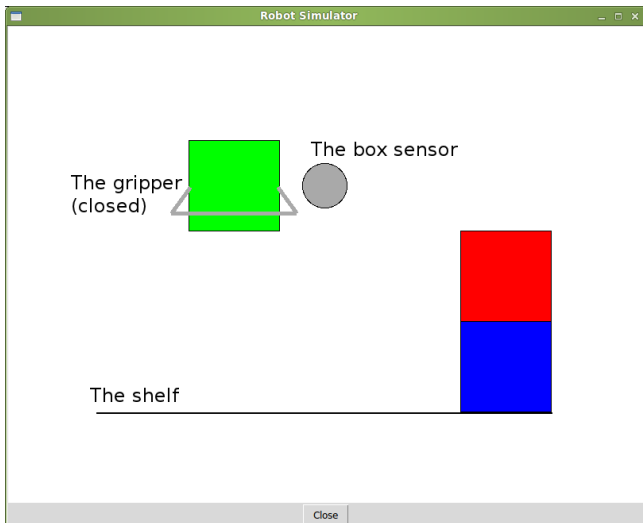 Robot Simulator
The box sensor
The gripper
(closed)
The shelf
Close